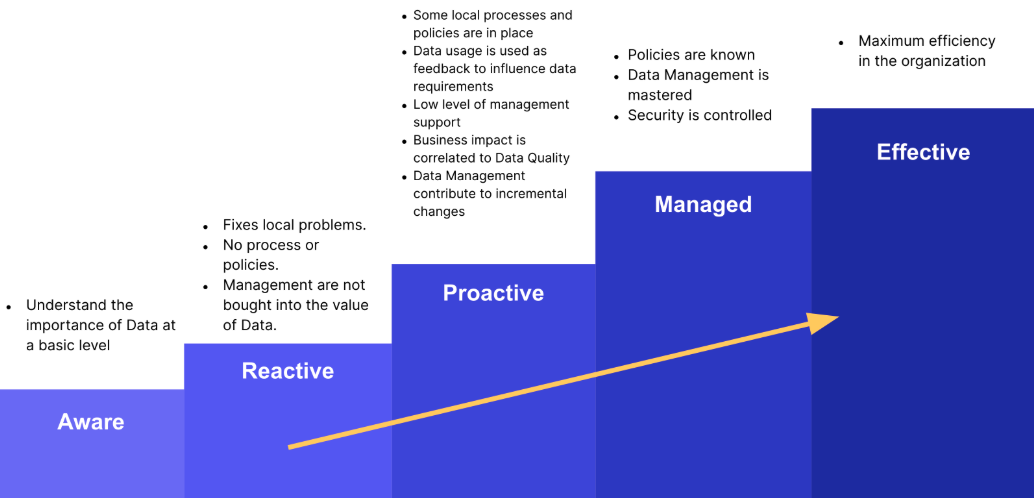 • Understand the
importance of Data at
a basic level
Aware
• Fixes local problems.
• No process or
policies.
• Management are not
bought into the value
of Data.
Reactive
• Some local processes and
policies are in place
• Data usage is used as
feedback to influence data
requirements
• Low level of management
support
• Business impact is
correlated to Data Quality
• Data Management
contribute to incremental
changes
Proactive
• Policies are known
• Data Management is
mastered
• Security is controlled
Managed
• Maximum efficiency
in the organization
Effective